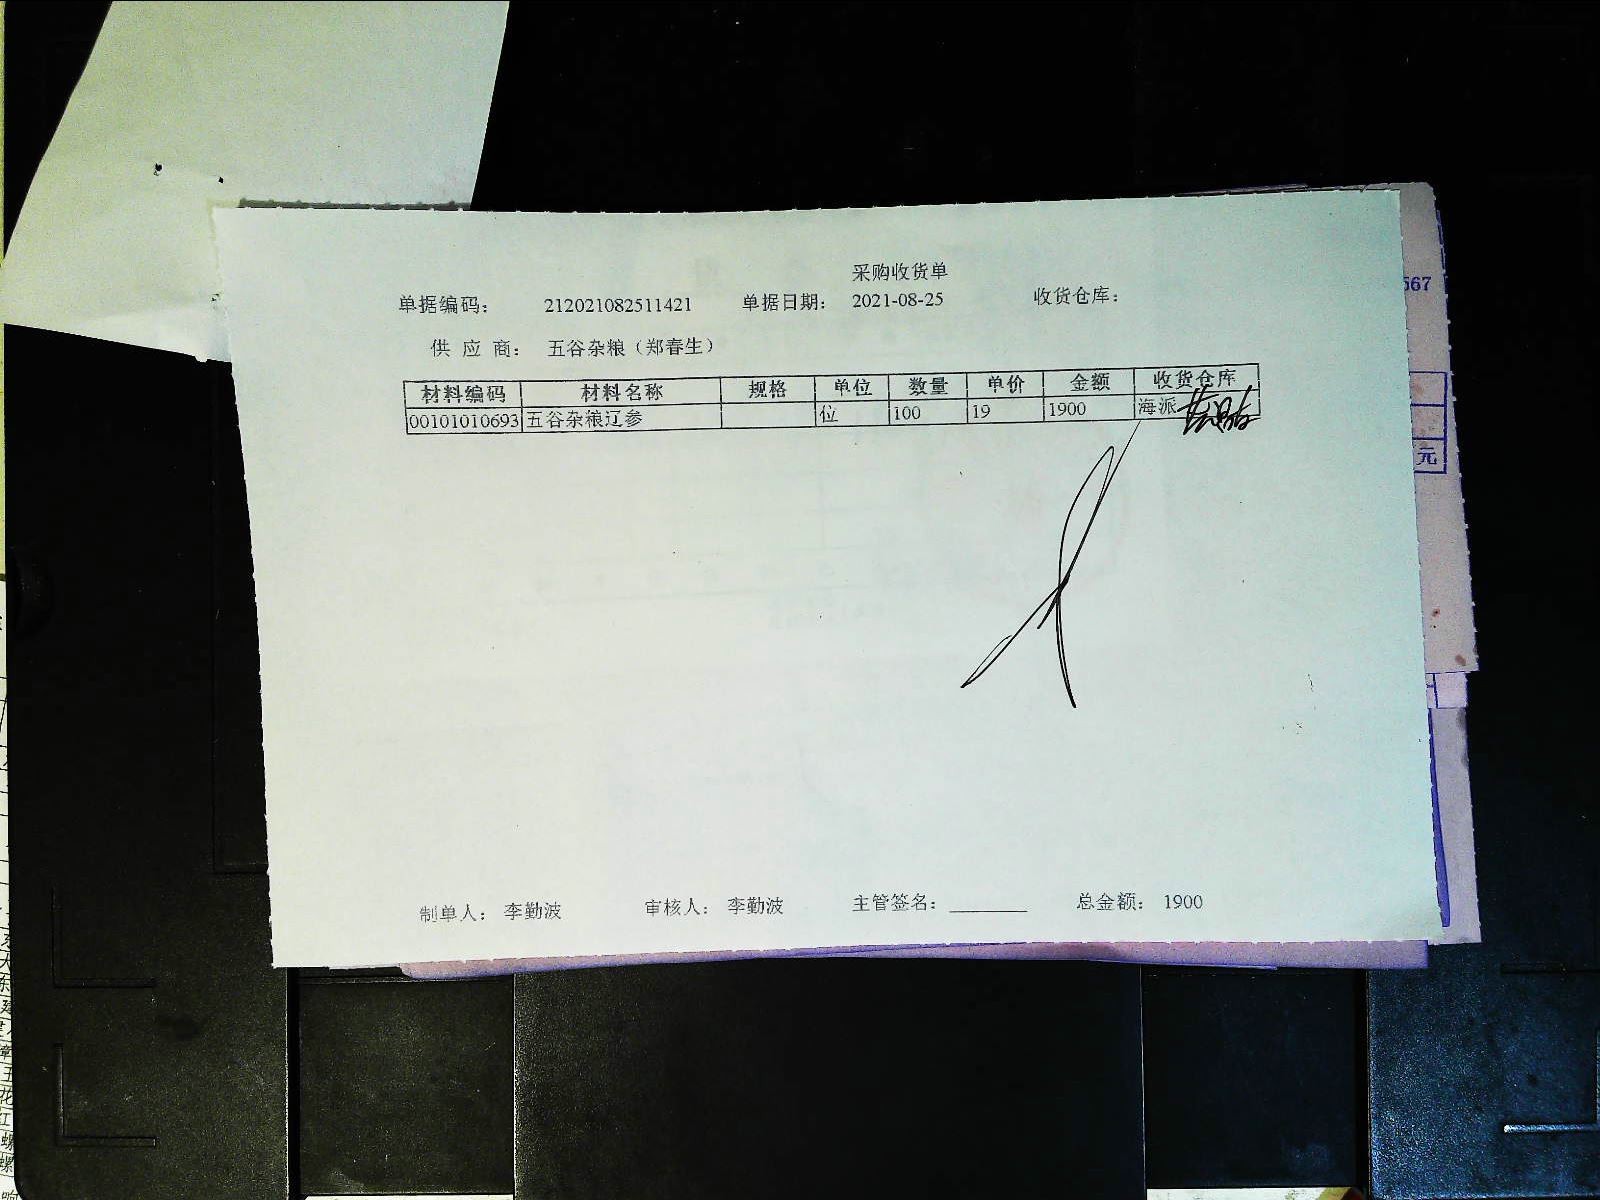 采购收货单
单据编码： 212021082511421 单据日期： 2021-08-25 收货仓库：
供 应 商： 五谷杂粮（郑春生）
材料编码 材料名称 规格 单位 数量 单价 金额 收货仓库
00101010693 五谷杂粮辽参 位 100 19 1900 海派
制单人： 李勤波 审核人： 李勤波 主管签名：________ 总金额： 1900
567
元